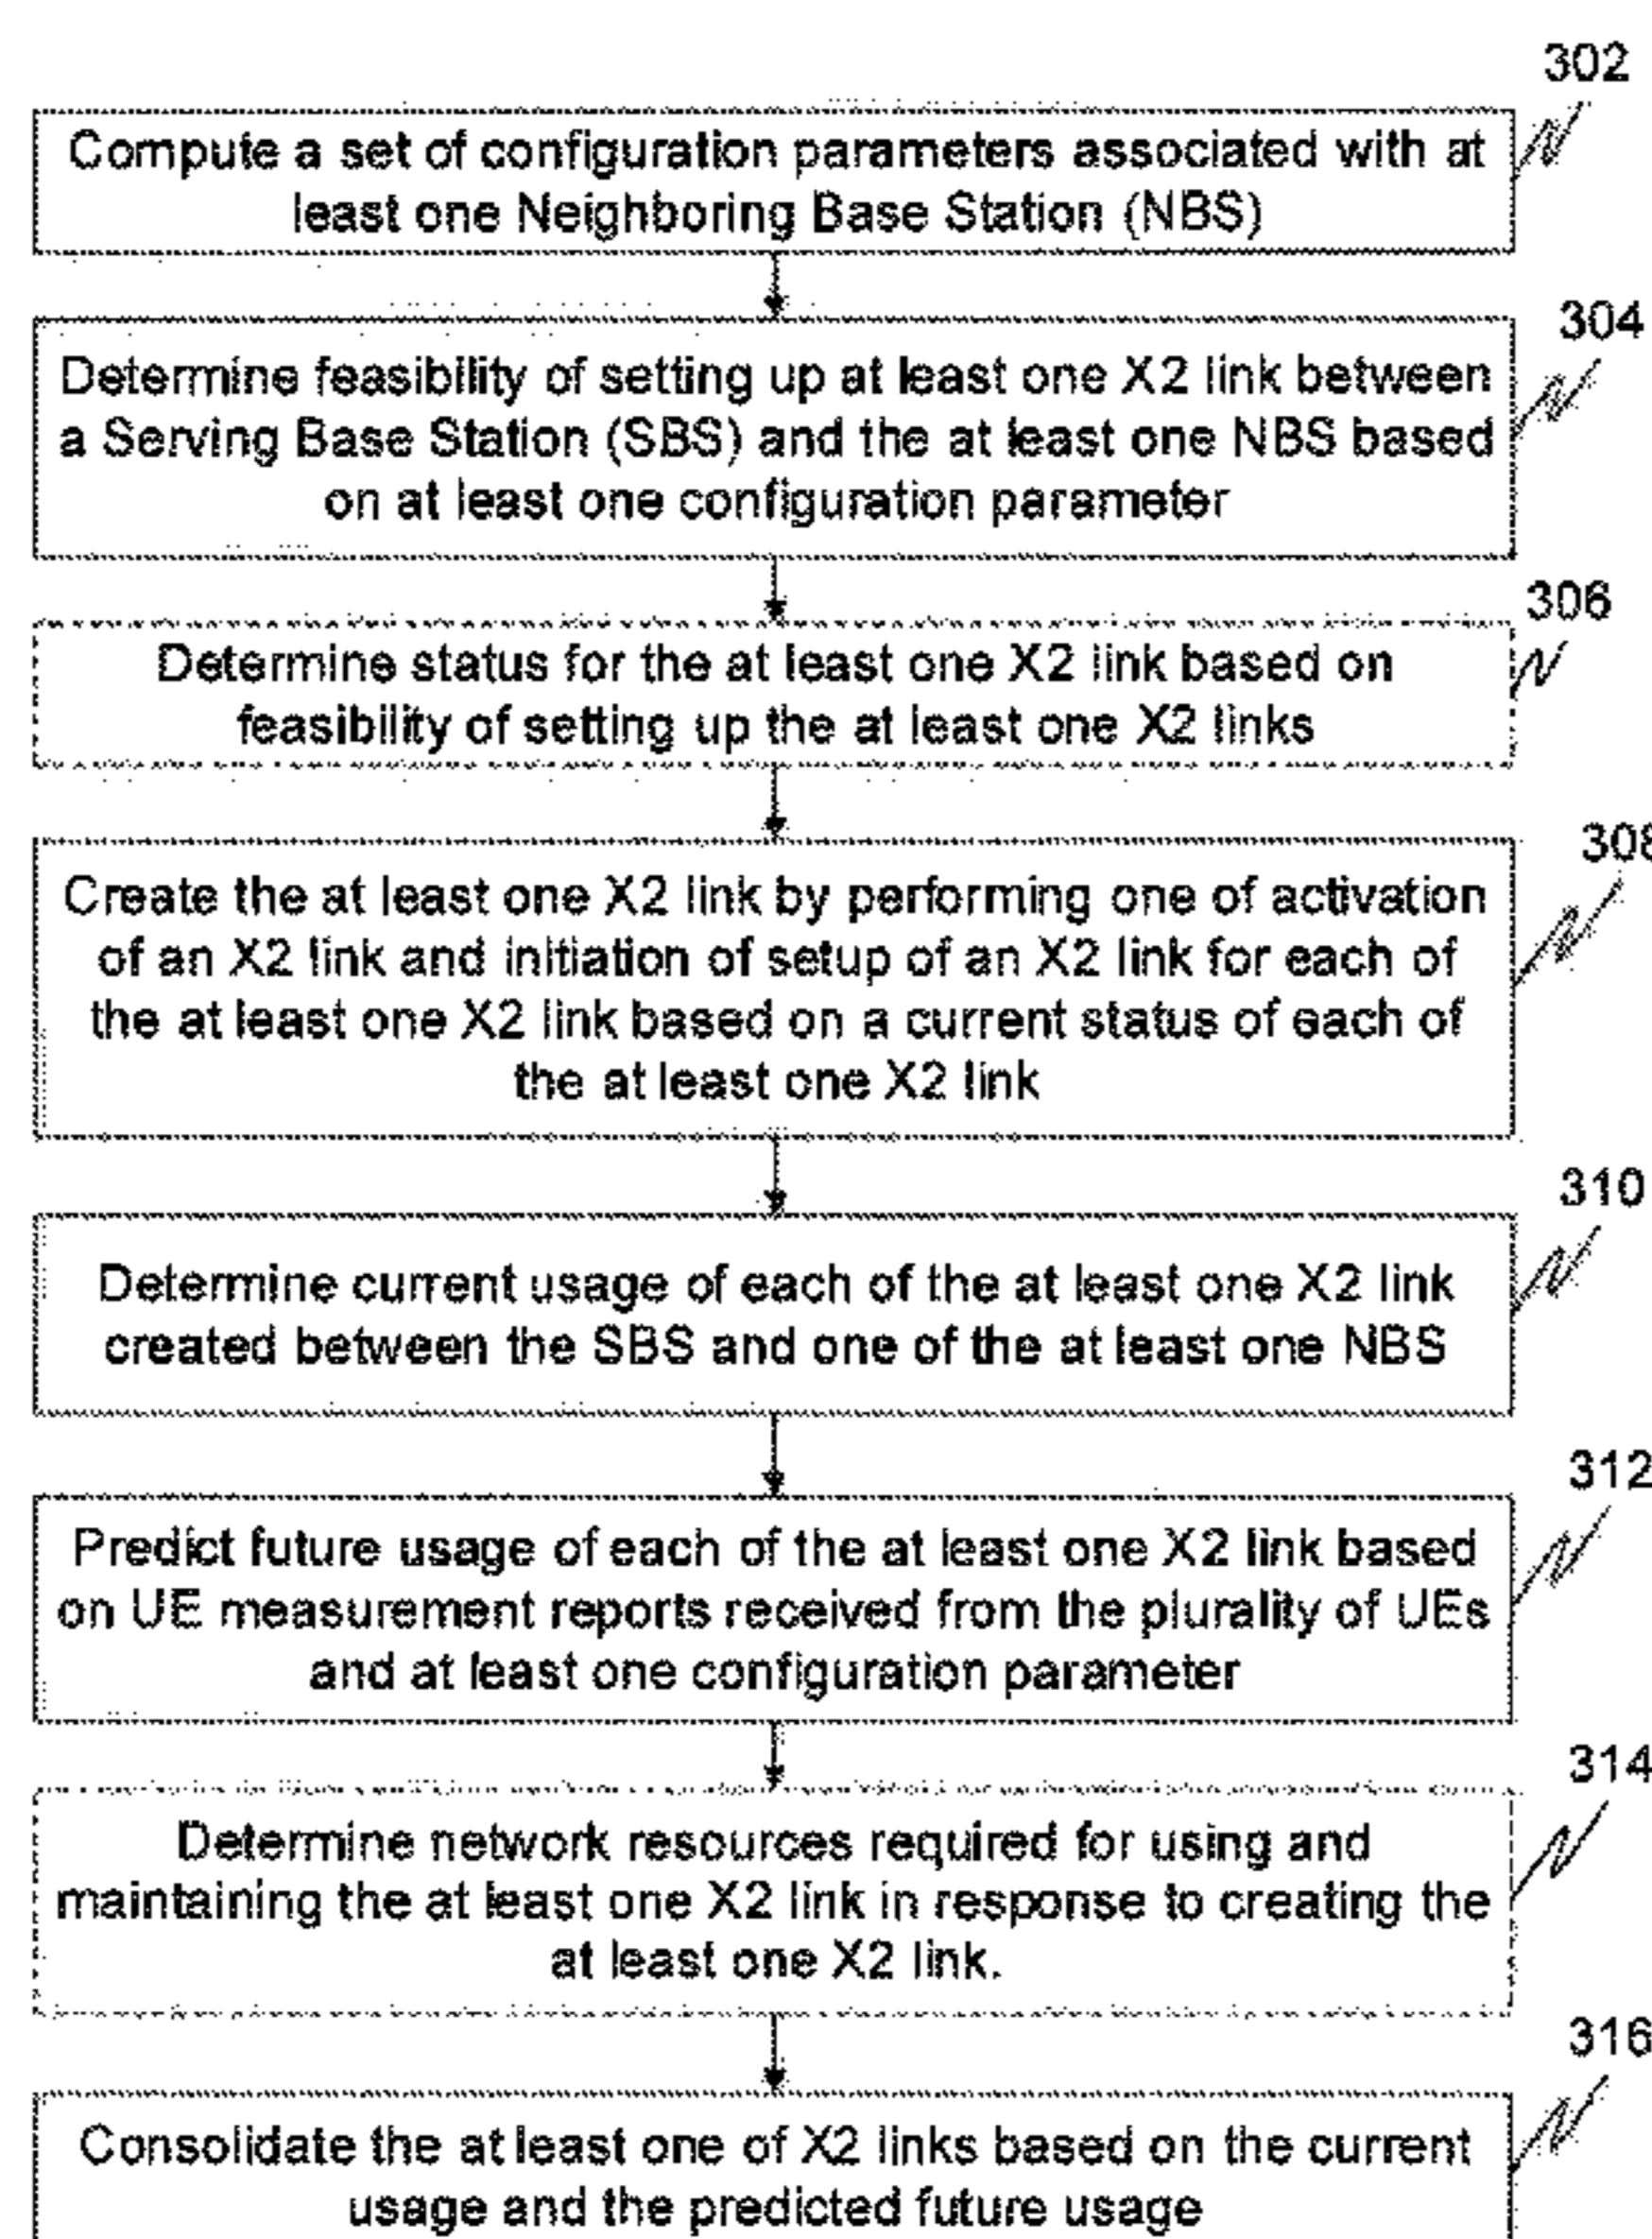 302
Compute a set of configuration parameters associated with at
least one Neighboring Base Station (NBS)
304
Determine feasibility of setting up at least one X2 link between
a Serving Base Station (SBS) and the at least one NBS based
on at least one configuration parameter
306
Determine status for the at least one X2 link based on
feasibility of setting up the at least one X2 links
308
Create the at least one X2 link by performing one of activation
of an X2 link and initiation of setup of an X2 link for each of
the at least one X2 link based on a current status of each of
the at least one X2 link
310
Determine current usage of each of the at least one X2 link
created between the SBS and one of the at least one NBS
312
Predict future usage of each of the at least one X2 link based
on UE measurement reports received from the plurality of UEs
and at least one configuration parameter
314
Determine network resources required for using and
maintaining the at least one X2 link in response to creating the
at least one X2 link.
316
Consolidate the at least one of X2 links based on the current
usage and the predicted future usage